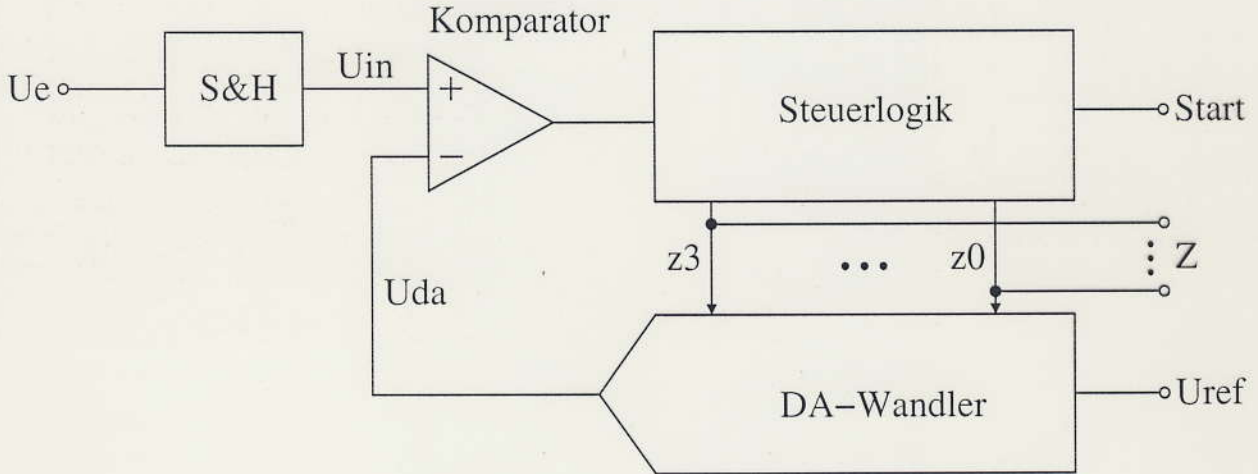 Komparator
Ue
S&H
Uin
+
−
Steuerlogik
Start
z3
...
z0
Z
Uda
DA−Wandler
Uref